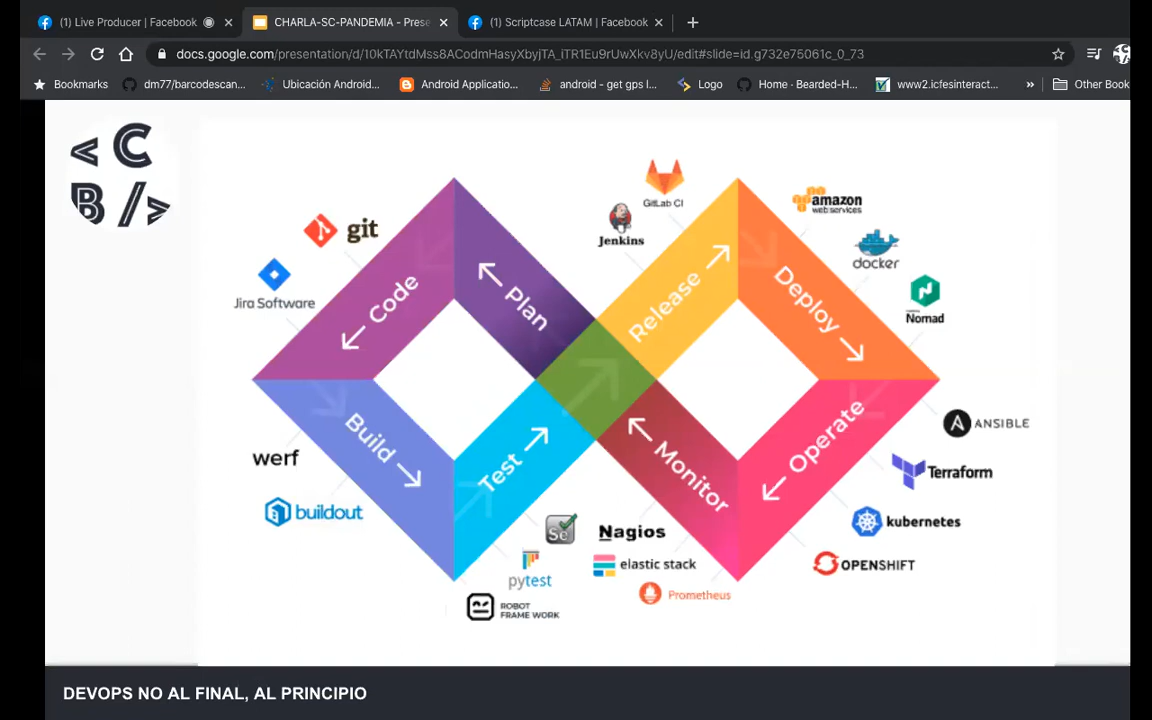 (1) Live Producer | Facebook
CHARLA-SC-PANDEMIA - Prese
(1) Scriptcase LATAM | Facebook
docs.google.com/presentation/d/10kTAYtdMss8ACodmHasyXbyjTA_iTR1Eu9rUwXkv8yU/edit#slide=id.g732e75061c_0_73
Bookmarks
dm77/barcodescan...
Ubicación Android...
Android Applicatio...
android - get gps l...
Logo
Home · Bearded-H...
www2.icfesinteract...
»
Other Book
< C
B />
git
Jira Software
Code
Plan
Build
Test
werf
buildout
Se
pytest
ROBOT
FRAME WORK
GitLab CI
Jenkins
Release
Deploy
Operate
Monitor
amazon
web services
docker
Nomad
ANSIBLE
Terraform
kubernetes
OPENSHIFT
Nagios
elastic stack
Prometheus
DEVOPS NO AL FINAL, AL PRINCIPIO